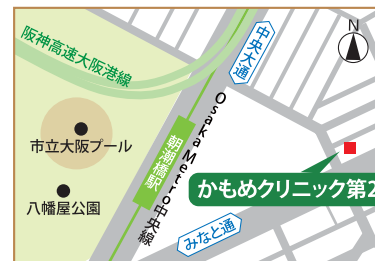 阪神高速大阪港線
中央大通
N
市立大阪プール
朝潮橋駅
Osaka Metro中央線
八幡屋公園
かもめクリニック第2
みなと通